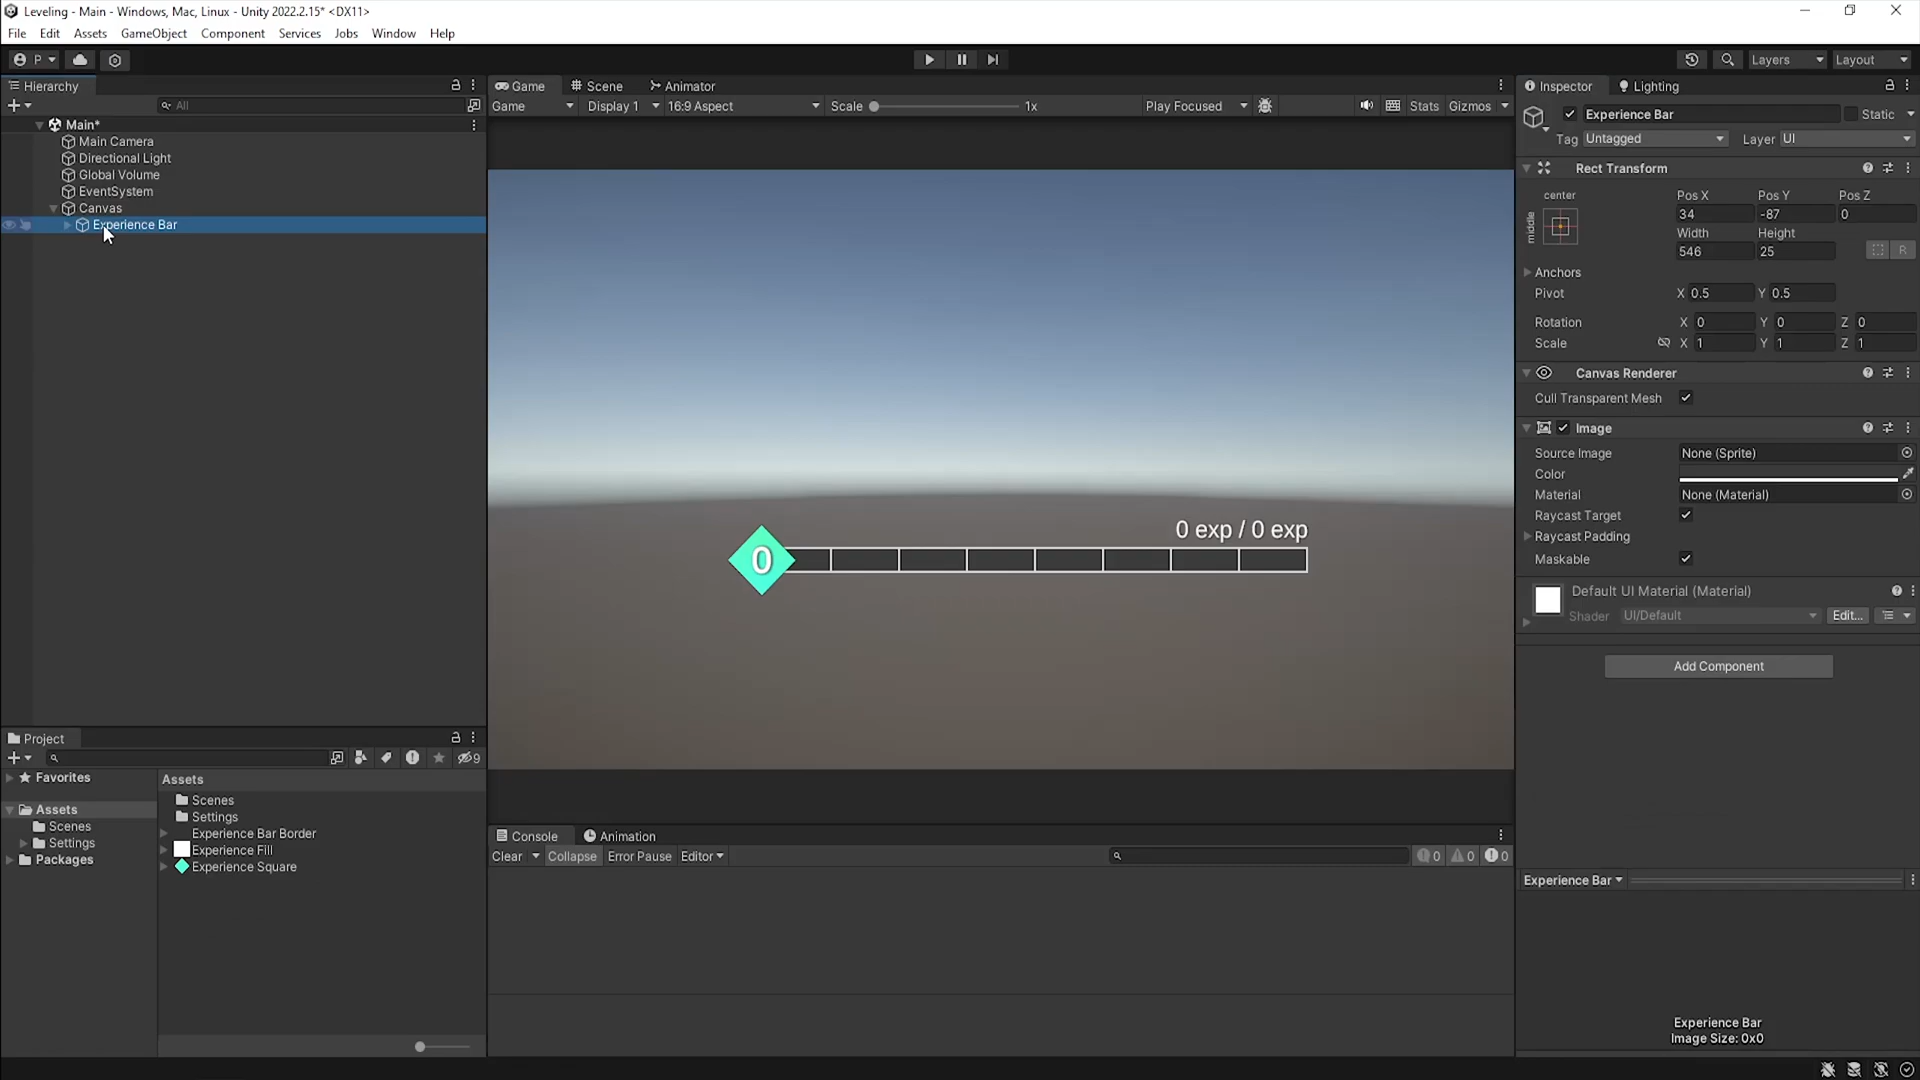 Leveling - Main - Windows, Mac, Linux - Unity 2022.2.15* <DX11>
File Edit Assets GameObject Component Services Jobs Window Help
P Layers Layout
Hierarchy
All
Main*
Main Camera
Directional Light
Global Volume
EventSystem
Canvas
Experience Bar
Game Scene Animator
Game Display 1 16:9 Aspect Scale 1x Play Focused Stats Gizmos
0 exp / 0 exp
0
Inspector Lighting
Experience Bar Static
Tag Untagged Layer UI
Rect Transform
center Pos X Pos Y Pos Z
middle 34 -87 0
Width Height
546 25 R
Anchors
Pivot X 0.5 Y 0.5
Rotation X 0 Y 0 Z 0
Scale X 1 Y 1 Z 1
Canvas Renderer
Cull Transparent Mesh
Image
Source Image None (Sprite)
Color
Material None (Material)
Raycast Target
Raycast Padding
Maskable
Default UI Material (Material)
Shader UI/Default Edit...
Add Component
Experience Bar
Experience Bar
Image Size: 0x0
Project
9
Favorites
Assets
Scenes
Settings
Packages
Assets
Scenes
Settings
Experience Bar Border
Experience Fill
Experience Square
Console Animation
Clear Collapse Error Pause Editor 0 0 0